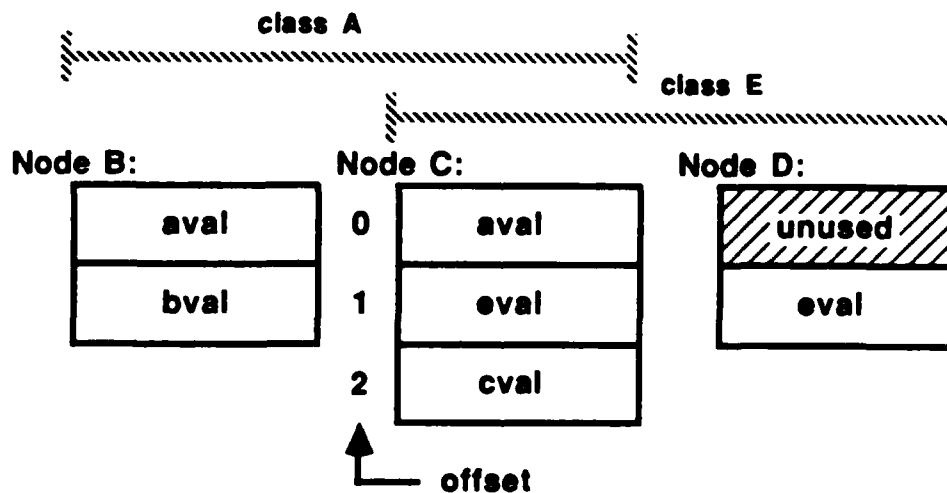 class A
class E
Node B:
Node C:
Node D:
aval
0
aval
unused
bval
1
eval
eval
2
cval
offset